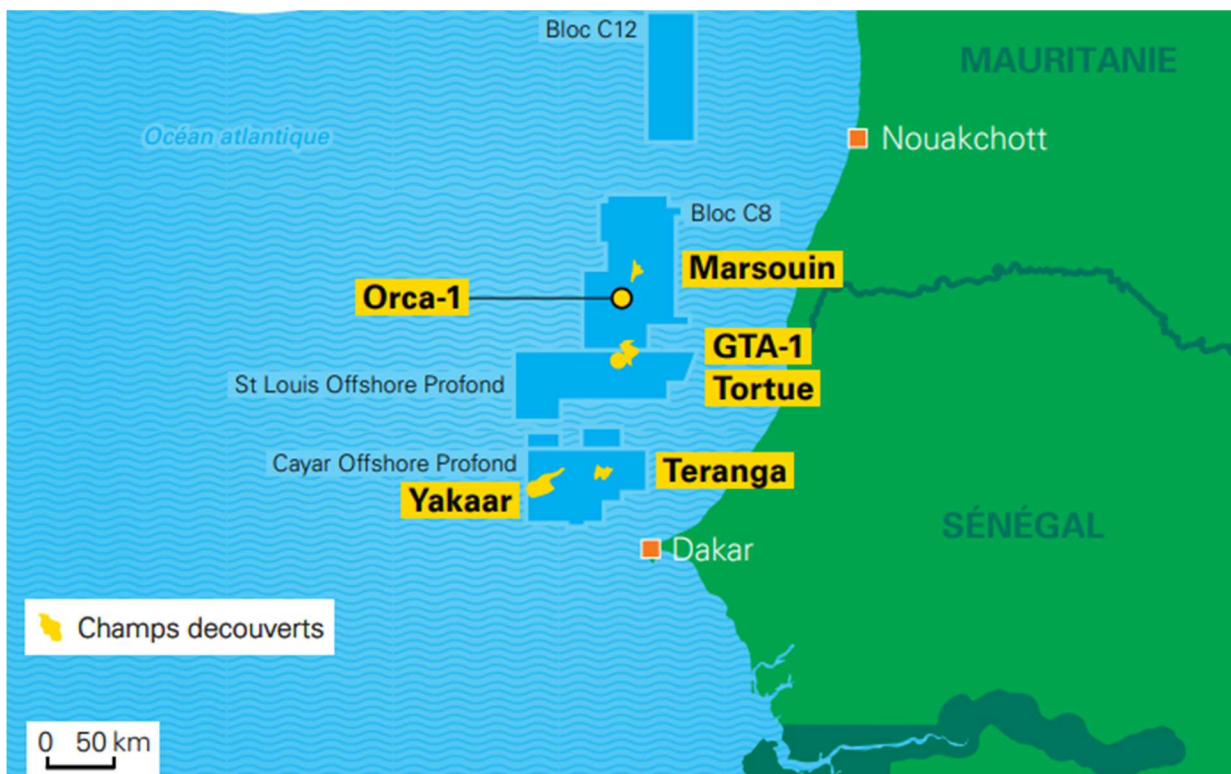 Bloc C12
MAURITANIE
Océan atlantique
Nouakchott
Bloc C8
Marsouin
Orca-1
GTA-1
St Louis Offshore Profond
Tortue
Cayar Offshore Profond
Teranga
Yakaar
SÉNÉGAL
Dakar
Champs decouverts
0 50 km